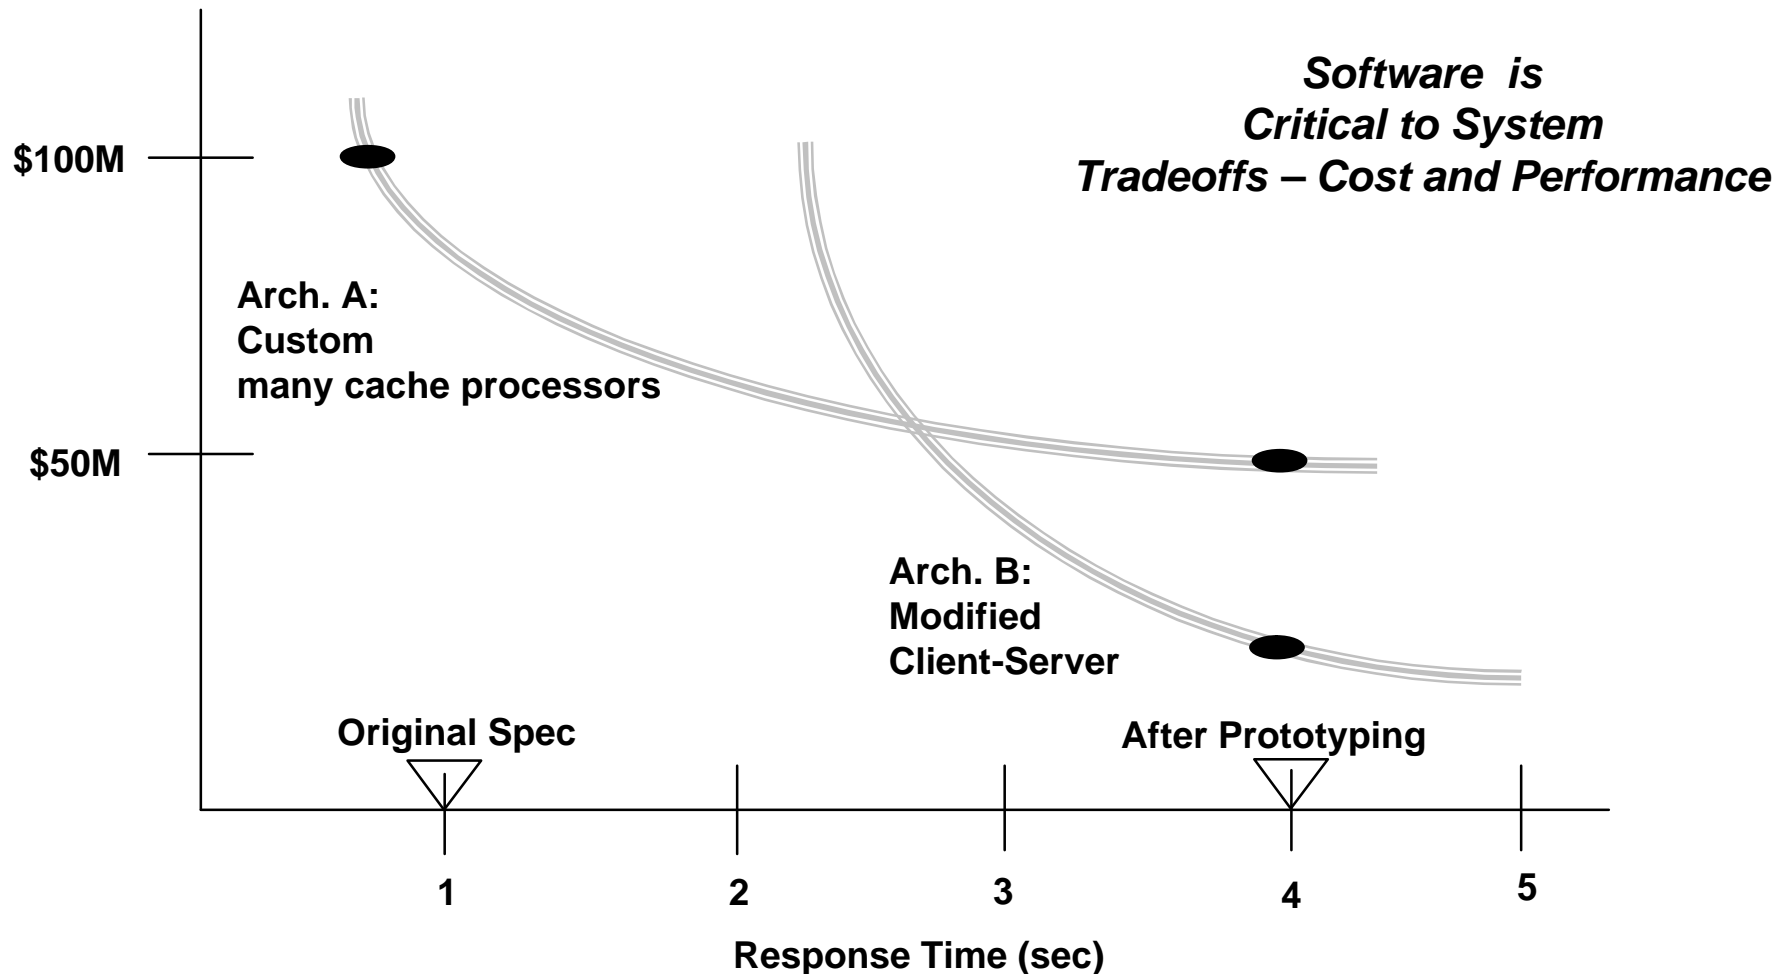 Software is
Critical to System
Tradeoffs – Cost and Performance
$100M
Arch. A:
Custom
many cache processors
$50M
Arch. B:
Modified
Client-Server
Original Spec
After Prototyping
1
2
3
4
5
Response Time (sec)